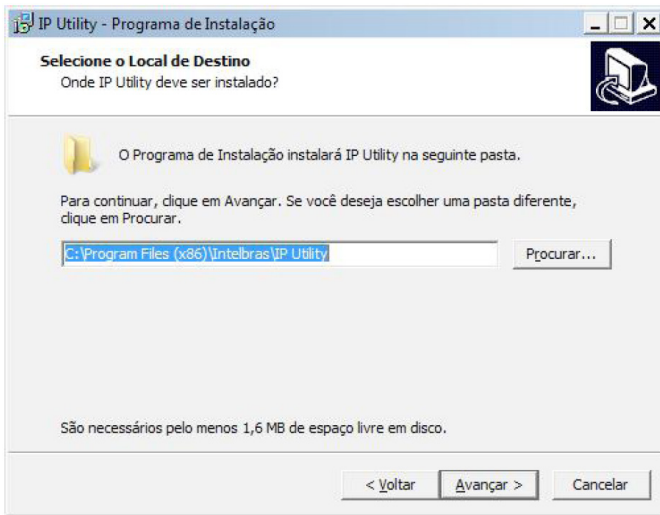 IP Utility - Programa de Instalação
Selecione o Local de Destino
Onde IP Utility deve ser instalado?
O Programa de Instalação instalará IP Utility na seguinte pasta.
Para continuar, clique em Avançar. Se você deseja escolher uma pasta diferente,
clique em Procurar.
C:\Program Files (x86)\Intelbras\IP Utility
Procurar...
São necessários pelo menos 1,6 MB de espaço livre em disco.
< Voltar
Avançar >
Cancelar